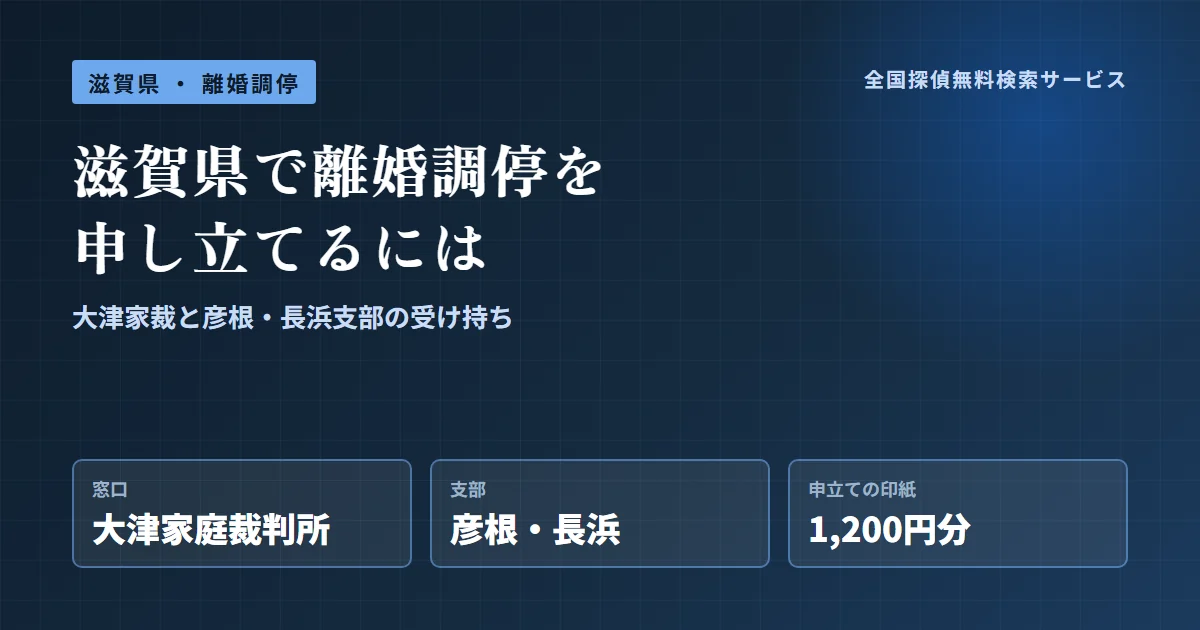 滋賀県 ・ 離婚調停
全国探偵無料検索サービス
滋賀県で離婚調停を
申し立てるには
大津家裁と彦根・長浜支部の受け持ち
窓口
大津家庭裁判所
支部
彦根・長浜
申立ての印紙
1,200円分